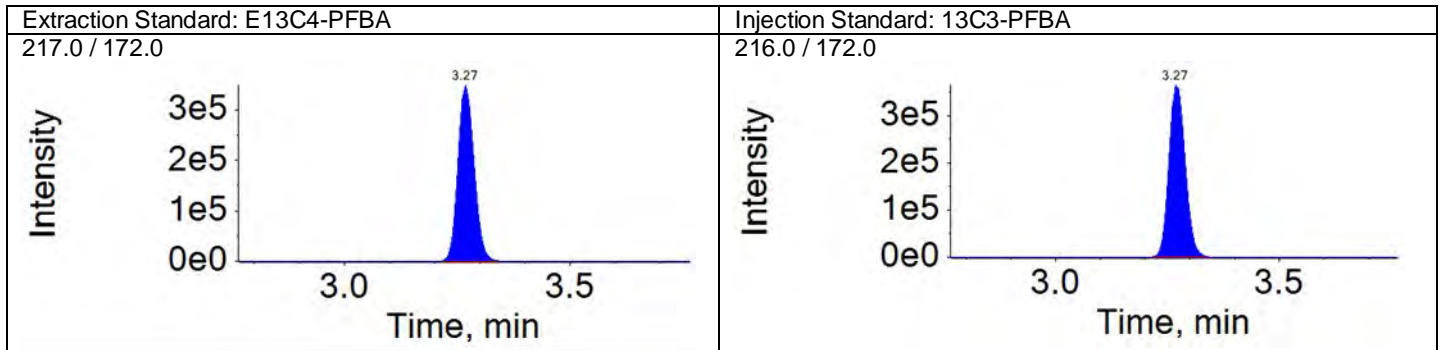 Extraction Standard: E13C4-PFBA
217.0 / 172.0
3.27
Intensity
3e5
2e5
1e5
0e0
3.0
3.5
Time, min
Injection Standard: 13C3-PFBA
216.0 / 172.0
3.27
Intensity
3e5
2e5
1e5
0e0
3.0
3.5
Time, min